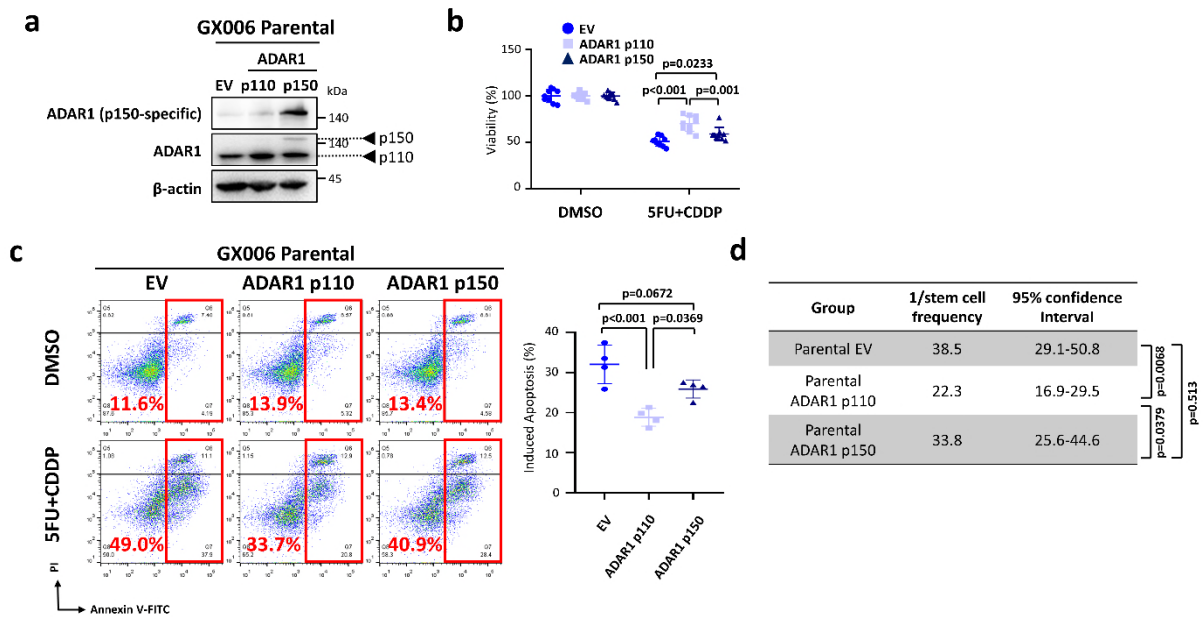 a
GX006 Parental
ADAR1
EV p110 p150
kDa
ADAR1 (p150-specific)
140
ADAR1
140
p150
p110
β-actin
45
b
EV
ADAR1 p110
ADAR1 p150
Viability (%)
150
100
50
0
p=0.0233
p<0.001 p=0.001
DMSO 5FU+CDDP
c
GX006 Parental
EV ADAR1 p110 ADAR1 p150
DMSO
11.6% 13.9% 13.4%
5FU+CDDP
49.0% 33.7% 40.9%
PI
Annexin V-FITC
Induced Apoptosis (%)
40
30
20
10
0
p=0.0672
p<0.001 p=0.0369
EV
ADAR1 p110
ADAR1 p150
d
Group 1/stem cell frequency 95% confidence Interval
Parental EV 38.5 29.1-50.8
Parental ADAR1 p110 22.3 16.9-29.5
Parental ADAR1 p150 33.8 25.6-44.6
p=0.0068
p=0.0379
p=0.513